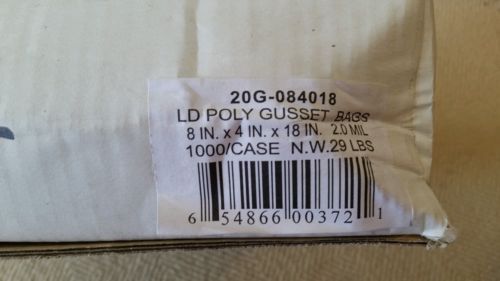 20G-084018
LD POLY GUSSET BAGS
8 IN. x 4 IN. x 18 IN. 2.0 MIL
1000/CASE N.W.29 LBS
6 54866 00372 1